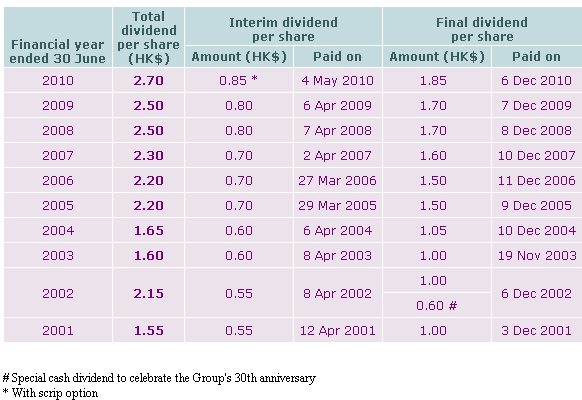 Financial year ended 30 June | Total dividend per share (HK$) | Interim dividend per share | Final dividend per share
Amount (HK$) | Paid on | Amount (HK$) | Paid on
2010 | 2.70 | 0.85 * | 4 May 2010 | 1.85 | 6 Dec 2010
2009 | 2.50 | 0.80 | 6 Apr 2009 | 1.70 | 7 Dec 2009
2008 | 2.50 | 0.80 | 7 Apr 2008 | 1.70 | 8 Dec 2008
2007 | 2.30 | 0.70 | 2 Apr 2007 | 1.60 | 10 Dec 2007
2006 | 2.20 | 0.70 | 27 Mar 2006 | 1.50 | 11 Dec 2006
2005 | 2.20 | 0.70 | 29 Mar 2005 | 1.50 | 9 Dec 2005
2004 | 1.65 | 0.60 | 6 Apr 2004 | 1.05 | 10 Dec 2004
2003 | 1.60 | 0.60 | 8 Apr 2003 | 1.00 | 19 Nov 2003
2002 | 2.15 | 0.55 | 8 Apr 2002 | 1.00 | 6 Dec 2002
0.60 #
2001 | 1.55 | 0.55 | 12 Apr 2001 | 1.00 | 3 Dec 2001
# Special cash dividend to celebrate the Group's 30th anniversary
* With scrip option